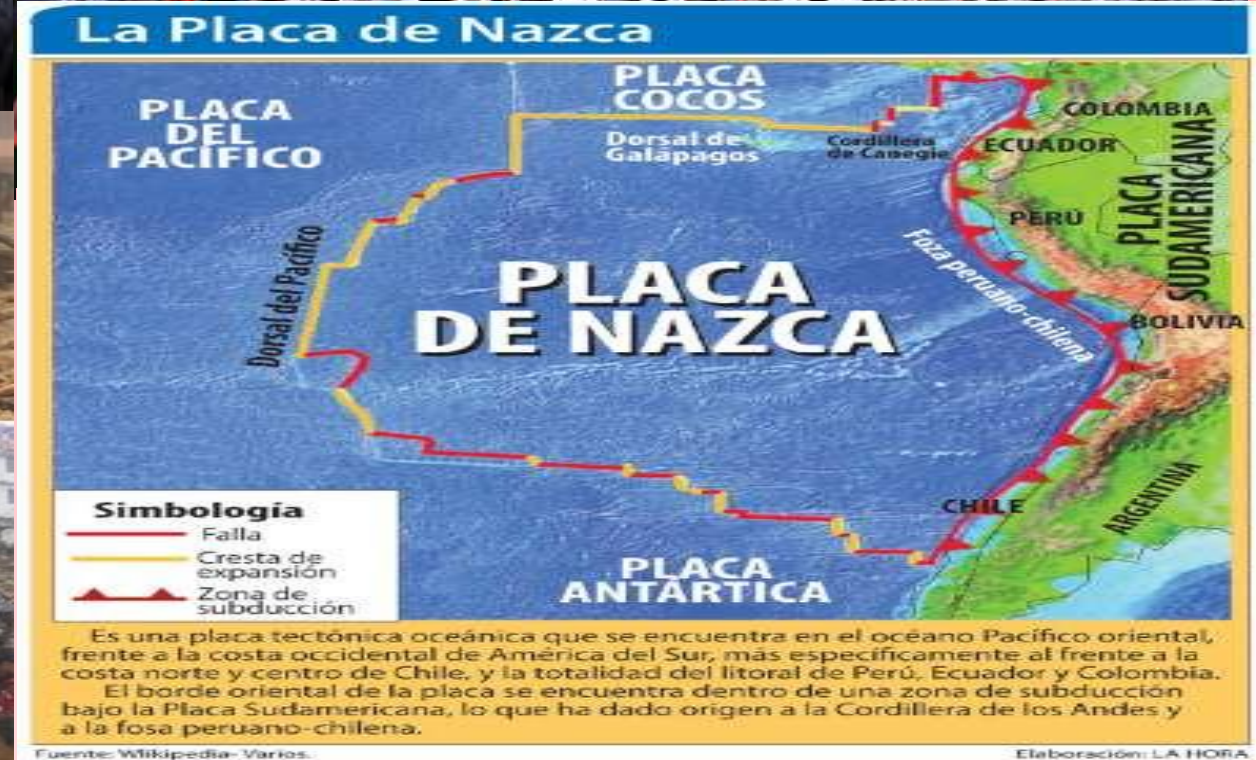 La Placa de Nazca
PLACA
DEL
PACÍFICO
PLACA
COCOS
Dorsal de
Galápagos
Cordillera
de Canegie
COLOMBIA
ECUADOR
PERÚ
PLACA
SUDAMERICANA
Dorsal del Pacífico
Foza peruano-chilena
PLACA
DE NAZCA
BOLIVIA
CHILE
ARGENTINA
PLACA
ANTÁRTICA
Simbología
Falla
Cresta de
expansión
Zona de
subducción
Es una placa tectónica oceánica que se encuentra en el océano Pacífico oriental,
frente a la costa occidental de América del Sur, más específicamente al frente a la
costa norte y centro de Chile, y la totalidad del litoral de Perú, Ecuador y Colombia.
El borde oriental de la placa se encuentra dentro de una zona de subducción
bajo la Placa Sudamericana, lo que ha dado origen a la Cordillera de los Andes y
a la fosa peruano-chilena.
Fuente: Wlikipedia- Varios.
Elaboración: LA HORA